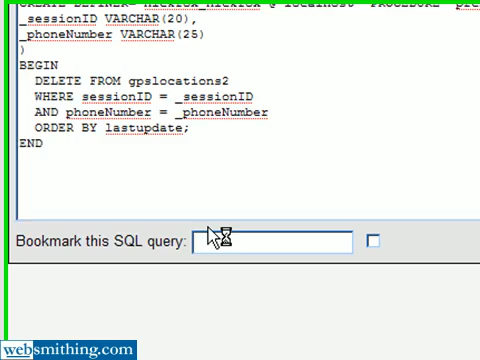 _sessionID VARCHAR(20),
_phoneNumber VARCHAR(25)
)
BEGIN
DELETE FROM gpslocations2
WHERE sessionID = _sessionID
AND phoneNumber = _phoneNumber
ORDER BY lastupdate;
END
Bookmark this SQL query:
websmithing.com